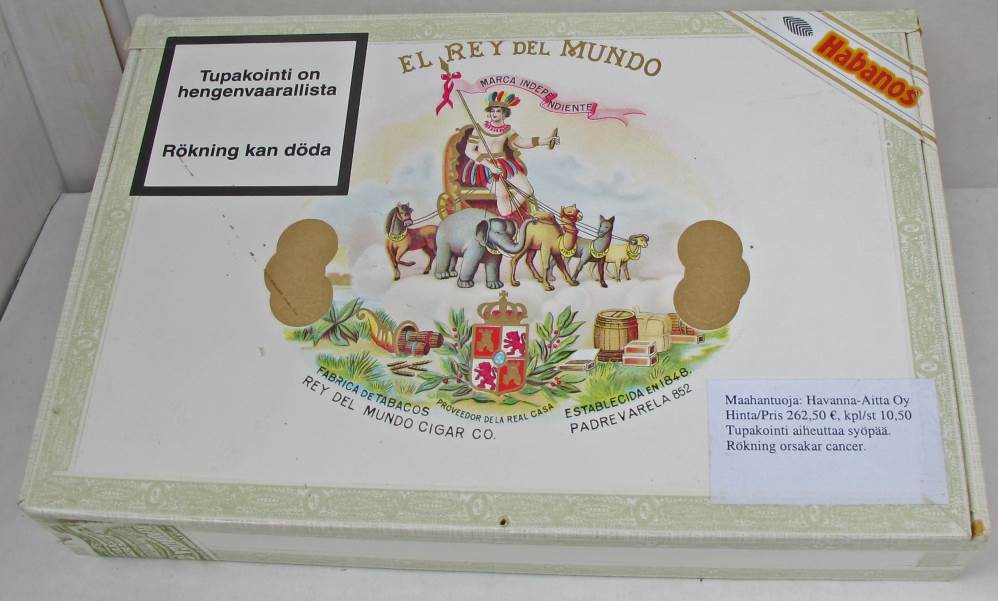 Tupakointi on
hengenvaarallista
Rökning kan döda
EL REY DEL MUNDO
MARCA INDEPENDIENTE
Habanos
FABRICA DE TABACOS
REY DEL MUNDO CIGAR CO.
PROVEEDOR DE LA REAL CASA
ESTABLECIDA EN 1848.
PADRE VARELA 852
Maahantuoja: Havanna-Aitta Oy
Hinta/Pris 262,50 €, kpl/st 10,50
Tupakointi aiheuttaa syöpää.
Rökning orsakar cancer.